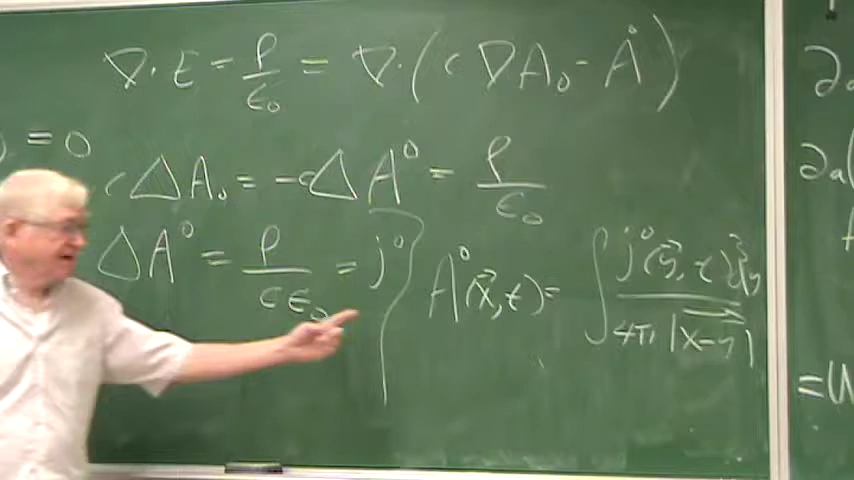 ∇·E = ρ/ε₀ = ∇·(c∇A₀ - Ȧ)
= 0
c△A₀ = -c△A⁰ = ρ/ε₀
△A⁰ = ρ/cε₀ = j⁰
A⁰(x⃗,t) = ∫ j⁰(y⃗,t)d³y / 4π|x⃗-y⃗|
∂a
∂a(
=